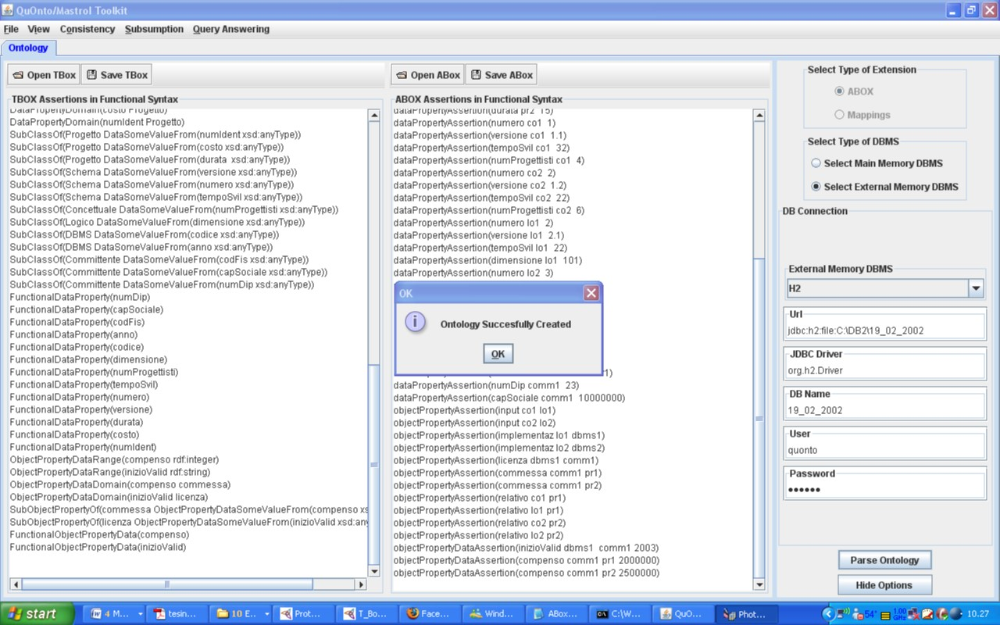 QuOnto/Mastrol Toolkit
File View Consistency Subsumption Query Answering
Ontology
Open TBox Save TBox
TBOX Assertions in Functional Syntax
DataPropertyDomain(costo Progetto)
DataPropertyDomain(numIdent Progetto)
SubClassOf(Progetto DataSomeValueFrom(numIdent xsd:anyType))
SubClassOf(Progetto DataSomeValueFrom(costo xsd:anyType))
SubClassOf(Progetto DataSomeValueFrom(durata xsd:anyType))
SubClassOf(Schema DataSomeValueFrom(versione xsd:anyType))
SubClassOf(Schema DataSomeValueFrom(numero xsd:anyType))
SubClassOf(Schema DataSomeValueFrom(tempoSvil xsd:anyType))
SubClassOf(Concettuale DataSomeValueFrom(numProgettisti xsd:anyType))
SubClassOf(Logico DataSomeValueFrom(dimensione xsd:anyType))
SubClassOf(DBMS DataSomeValueFrom(codice xsd:anyType))
SubClassOf(DBMS DataSomeValueFrom(anno xsd:anyType))
SubClassOf(Committente DataSomeValueFrom(codFis xsd:anyType))
SubClassOf(Committente DataSomeValueFrom(capSociale xsd:anyType))
SubClassOf(Committente DataSomeValueFrom(numDip xsd:anyType))
FunctionalDataProperty(numDip)
FunctionalDataProperty(capSociale)
FunctionalDataProperty(codFis)
FunctionalDataProperty(anno)
FunctionalDataProperty(codice)
FunctionalDataProperty(dimensione)
FunctionalDataProperty(numProgettisti)
FunctionalDataProperty(tempoSvil)
FunctionalDataProperty(numero)
FunctionalDataProperty(versione)
FunctionalDataProperty(durata)
FunctionalDataProperty(costo)
FunctionalDataProperty(numIdent)
ObjectPropertyDataRange(compenso rdf:integer)
ObjectPropertyDataRange(inizioValid rdf:string)
ObjectPropertyDataDomain(compenso commessa)
ObjectPropertyDataDomain(inizioValid licenza)
SubObjectPropertyOf(commessa ObjectPropertyDataSomeValueFrom(compenso xs
SubObjectPropertyOf(licenza ObjectPropertyDataSomeValueFrom(inizioValid xsd:an
FunctionalObjectPropertyData(compenso)
FunctionalObjectPropertyData(inizioValid)
Open ABox Save ABox
ABOX Assertions in Functional Syntax
dataPropertyAssertion(durata pr2 15)
dataPropertyAssertion(numero co1 1)
dataPropertyAssertion(versione co1 1.1)
dataPropertyAssertion(tempoSvil co1 32)
dataPropertyAssertion(numProgettisti co1 4)
dataPropertyAssertion(numero co2 2)
dataPropertyAssertion(versione co2 1.2)
dataPropertyAssertion(tempoSvil co2 22)
dataPropertyAssertion(numProgettisti co2 6)
dataPropertyAssertion(numero lo1 2)
dataPropertyAssertion(versione lo1 2.1)
dataPropertyAssertion(tempoSvil lo1 22)
dataPropertyAssertion(dimensione lo1 101)
dataPropertyAssertion(numero lo2 3)
OK
Ontology Succesfully Created
OK
1)
dataPropertyAssertion(numDip comm1 23)
dataPropertyAssertion(capSociale comm1 10000000)
objectPropertyAssertion(input co1 lo1)
objectPropertyAssertion(input co2 lo2)
objectPropertyAssertion(implementaz lo1 dbms1)
objectPropertyAssertion(implementaz lo2 dbms2)
objectPropertyAssertion(licenza dbms1 comm1)
objectPropertyAssertion(commessa comm1 pr1)
objectPropertyAssertion(commessa comm1 pr2)
objectPropertyAssertion(relativo co1 pr1)
objectPropertyAssertion(relativo lo1 pr1)
objectPropertyAssertion(relativo co2 pr2)
objectPropertyAssertion(relativo lo2 pr2)
objectPropertyDataAssertion(inizioValid dbms1 comm1 2003)
objectPropertyDataAssertion(compenso comm1 pr1 2000000)
objectPropertyDataAssertion(compenso comm1 pr2 2500000)
Select Type of Extension
ABOX
Mappings
Select Type of DBMS
Select Main Memory DBMS
Select External Memory DBMS
DB Connection
External Memory DBMS
H2
Url
jdbc:h2:file:C:\DB2\19_02_2002
JDBC Driver
org.h2.Driver
DB Name
19_02_2002
User
quonto
Password
••••••
Parse Ontology
Hide Options
start 4 M... tesin... 10 E... Prot... T_Bo... Face... Wind... ABox... C:\W... QuO... Phot... 54° 1.00 GHz 10.27